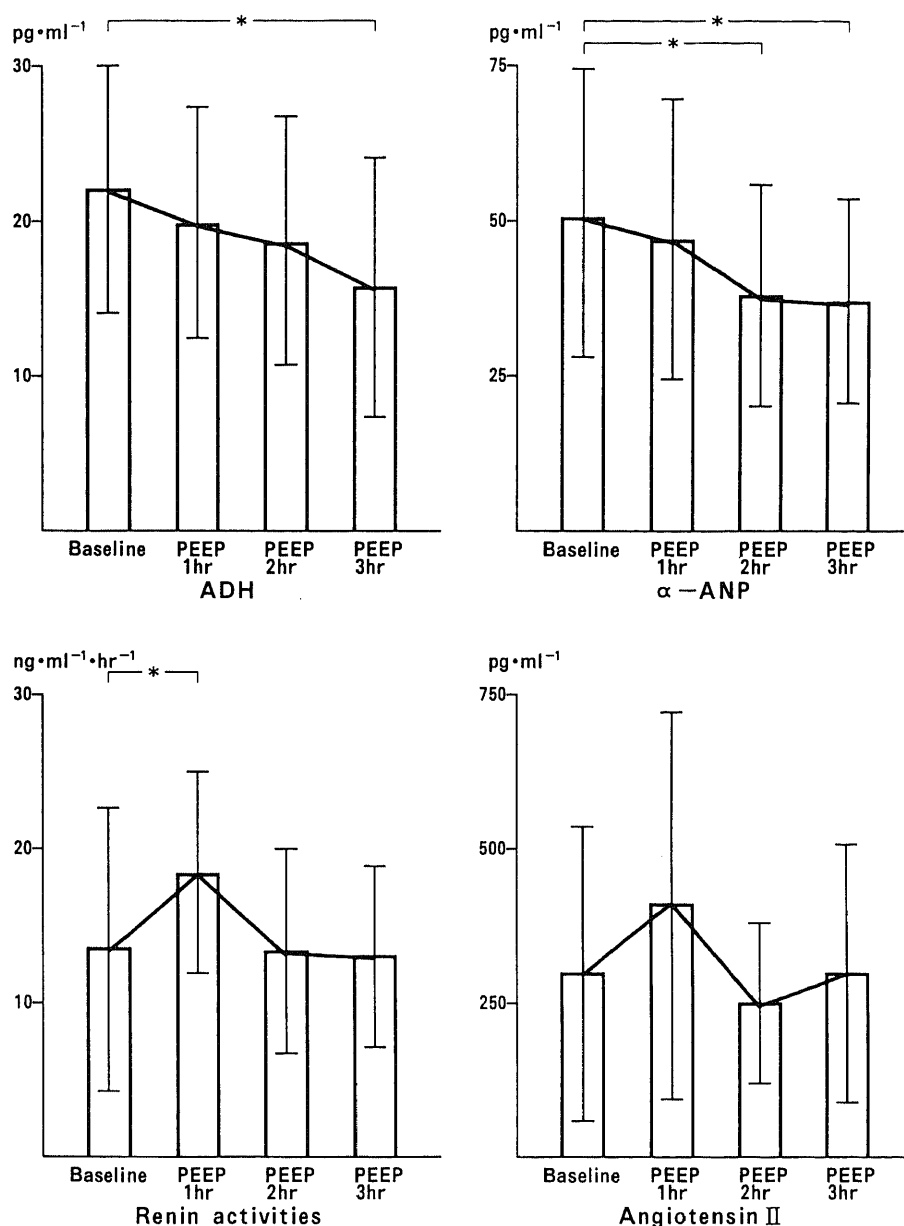 pg•ml⁻¹
*
30
20
10
Baseline PEEP 1hr PEEP 2hr PEEP 3hr
ADH
pg•ml⁻¹
*
*
75
50
25
Baseline PEEP 1hr PEEP 2hr PEEP 3hr
α-ANP
ng•ml⁻¹•hr⁻¹
*
30
20
10
Baseline PEEP 1hr PEEP 2hr PEEP 3hr
Renin activities
pg•ml⁻¹
750
500
250
Baseline PEEP 1hr PEEP 2hr PEEP 3hr
Angiotensin II